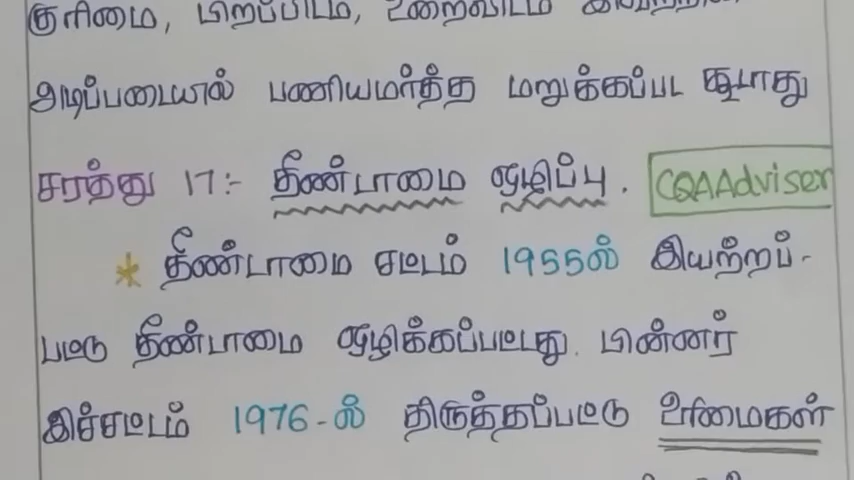 குரிமை, பிறப்பிடம், உறைவிடம்
அடிப்படையில் பணியமர்த்த மறுக்கப்பட கூடாது
சரத்து 17:- தீண்டாமை ஒழிப்பு. CQAAdviser
* தீண்டாமை சட்டம் 1955ல் இயற்றப்-
பட்டு தீண்டாமை ஒழிக்கப்பட்டது. பின்னர்
இச்சட்டம் 1976-ல் திருத்தப்பட்டு உரிமைகள்